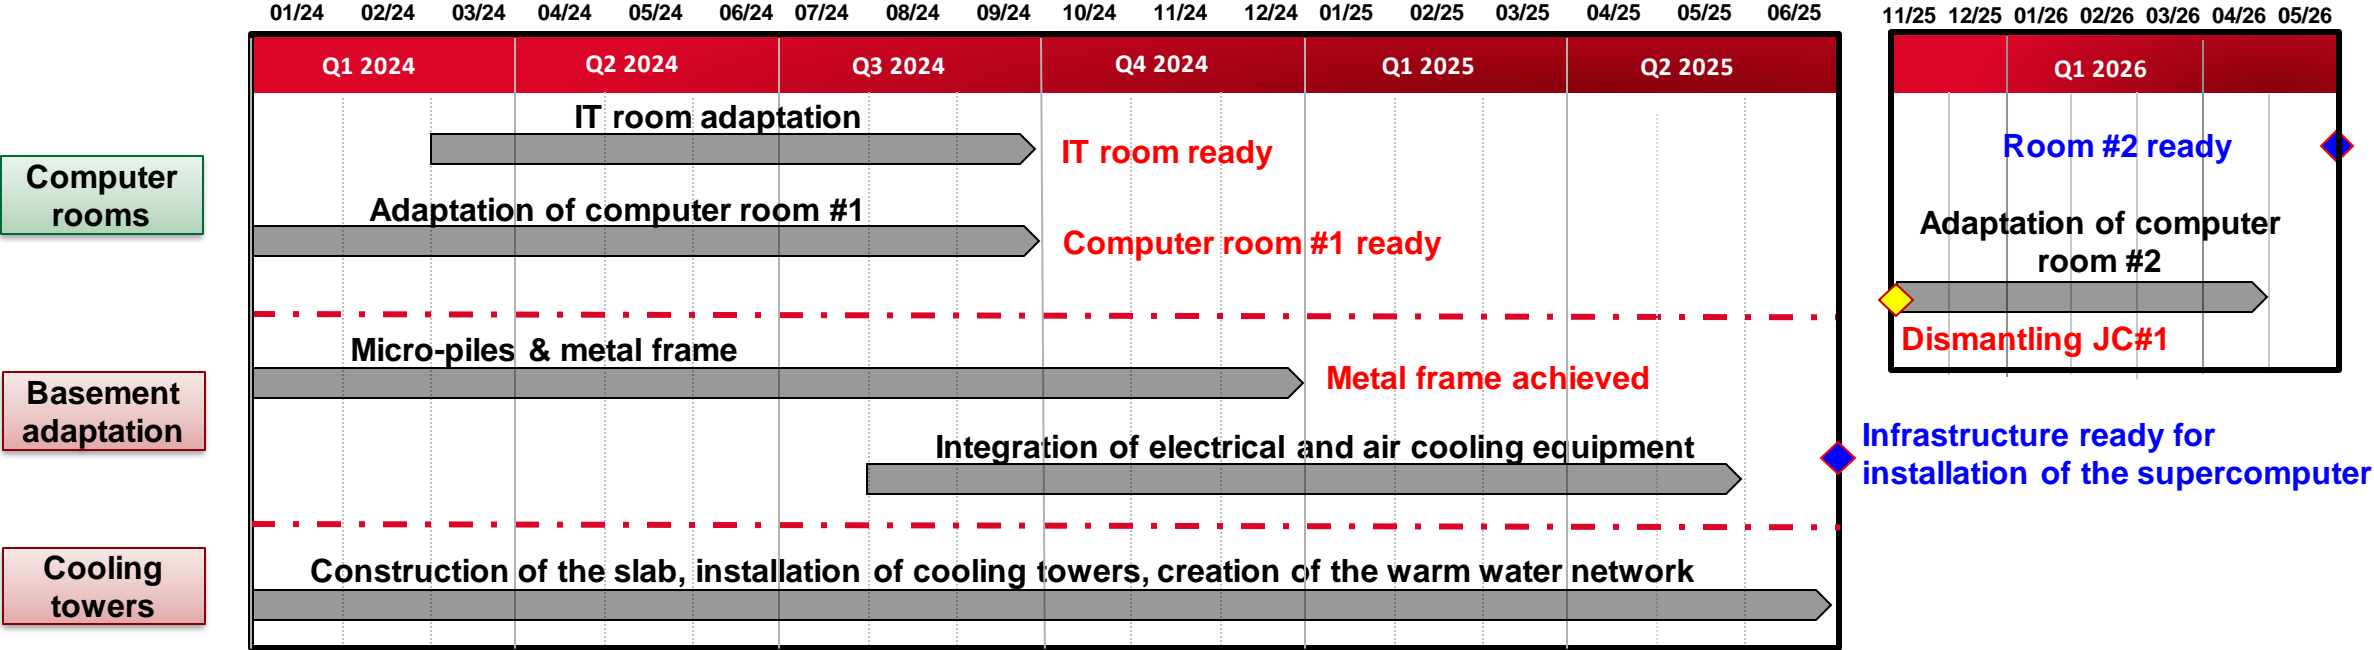 01/24 02/24 03/24 04/24 05/24 06/24 07/24 08/24 09/24 10/24 11/24 12/24 01/25 02/25 03/25 04/25 05/25 06/25
11/25 12/25 01/26 02/26 03/26 04/26 05/26
Q1 2024 Q2 2024 Q3 2024 Q4 2024 Q1 2025 Q2 2025
Q1 2026
Computer
rooms
IT room adaptation
IT room ready
Adaptation of computer room #1
Computer room #1 ready
Room #2 ready
Adaptation of computer
room #2
Dismantling JC#1
Basement
adaptation
Micro-piles & metal frame
Metal frame achieved
Integration of electrical and air cooling equipment
Infrastructure ready for
installation of the supercomputer
Cooling
towers
Construction of the slab, installation of cooling towers, creation of the warm water network